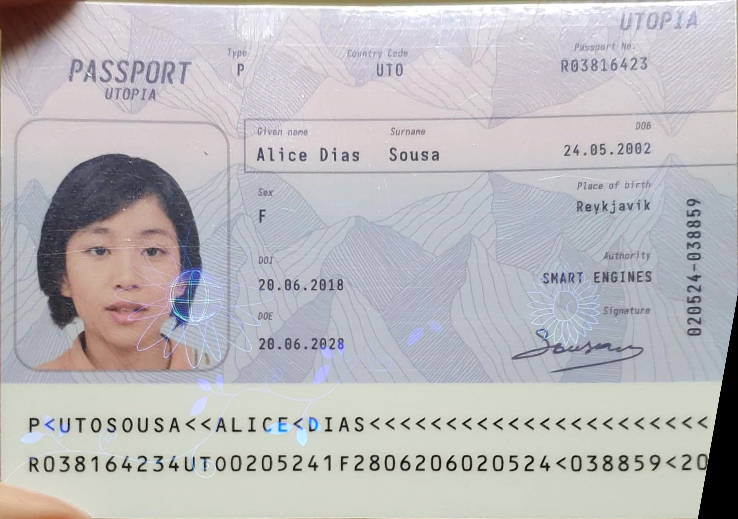 UTOPIA
PASSPORT
UTOPIA
Type
P
Country Code
UTO
Passport No.
R03816423
Given name
Alice Dias
Surname
Sousa
DOB
24.05.2002
Sex
F
Place of birth
Reykjavik
DOI
20.06.2018
Authority
SMART ENGINES
DOE
20.06.2028
Signature
Sousa
020524-038859
P<UTOSOUSA<<ALICE<DIAS<<<<<<<<<<<<<<<<<<<<<<
R038164234UTO0205241F2806206020524<038859<20